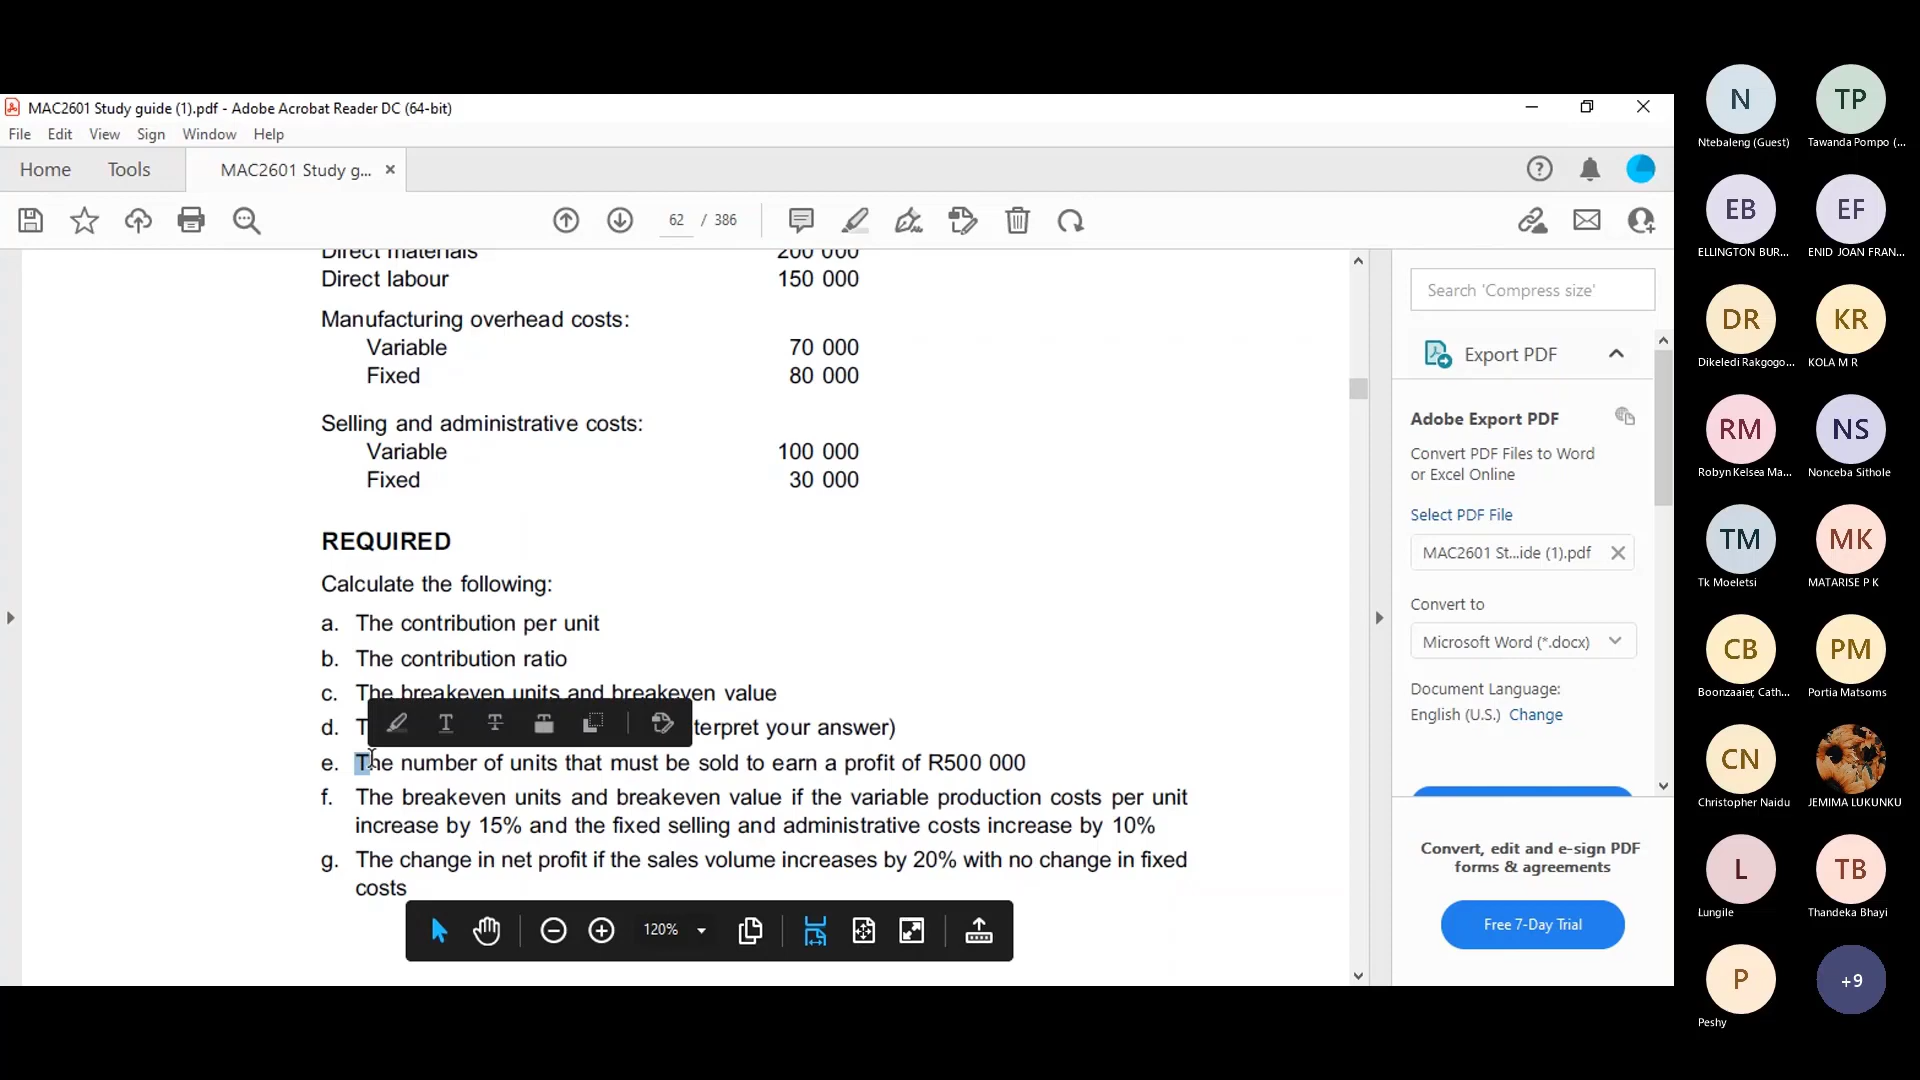 MAC2601 Study guide (1).pdf - Adobe Acrobat Reader DC (64-bit)
File Edit View Sign Window Help
Home Tools MAC2601 Study g... ×
62 / 386
Direct materials 200 000
Direct labour 150 000
Manufacturing overhead costs:
Variable 70 000
Fixed 80 000
Selling and administrative costs:
Variable 100 000
Fixed 30 000
REQUIRED
Calculate the following:
a. The contribution per unit
b. The contribution ratio
c. The breakeven units and breakeven value
d. T terpret your answer)
e. The number of units that must be sold to earn a profit of R500 000
f. The breakeven units and breakeven value if the variable production costs per unit
increase by 15% and the fixed selling and administrative costs increase by 10%
g. The change in net profit if the sales volume increases by 20% with no change in fixed
costs
120%
Search 'Compress size'
Export PDF
Adobe Export PDF
Convert PDF Files to Word
or Excel Online
Select PDF File
MAC2601 St...ide (1).pdf
Convert to
Microsoft Word (*.docx)
Document Language:
English (U.S.) Change
Convert, edit and e-sign PDF
forms & agreements
Free 7-Day Trial
N TP
Ntebaleng (Guest) Tawanda Pompo (...
EB EF
ELLINGTON BUR... ENID JOAN FRAN...
DR KR
Dikeledi Rakgogo... KOLA M R
RM NS
Robyn Kelsea Ma... Nonceba Sithole
TM MK
Tk Moeletsi MATARISE P K
CB PM
Boonzaaier, Cath... Portia Matsoms
CN
Christopher Naidu JEMIMA LUKUNKU
L TB
Lungile Thandeka Bhayi
P +9
Peshy